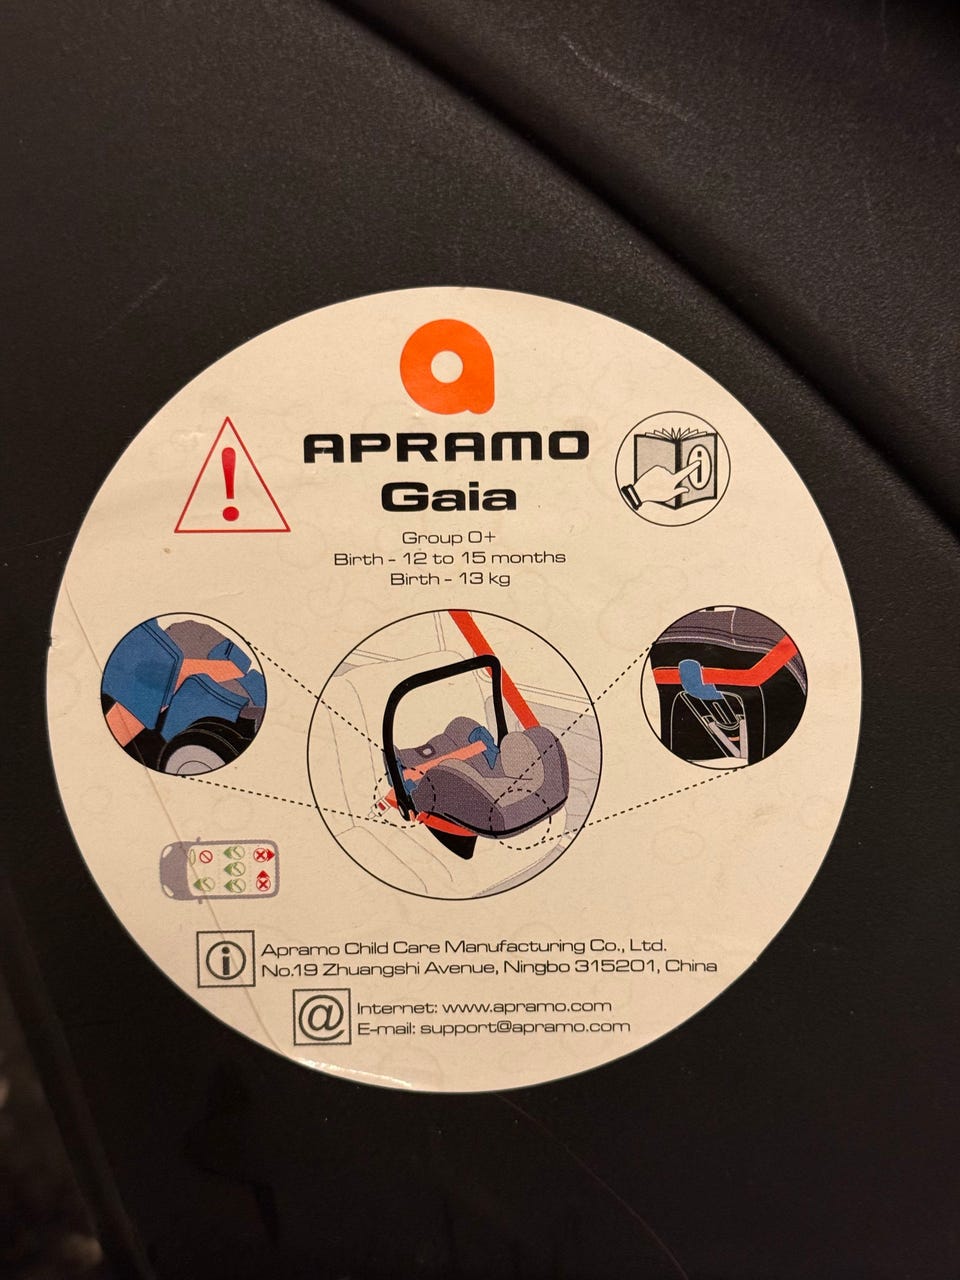 a
APRAMO
Gaia
Group 0+
Birth - 12 to 15 months
Birth - 13 kg
Apramo Child Care Manufacturing Co., Ltd.
No.19 Zhuangshi Avenue, Ningbo 315201, China
@ Internet: www.apramo.com
E-mail: support@apramo.com